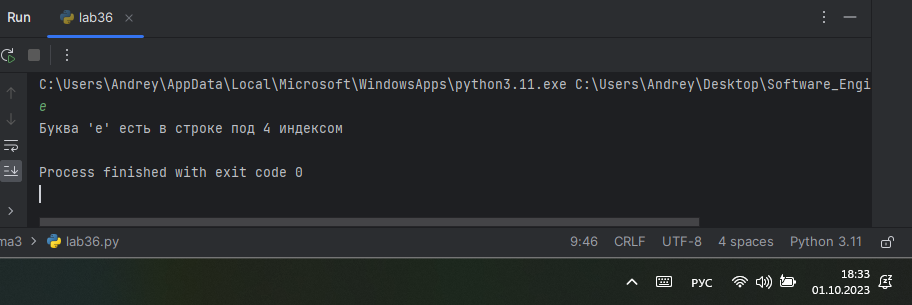 Run lab36
C:\Users\Andrey\AppData\Local\Microsoft\WindowsApps\python3.11.exe C:\Users\Andrey\Desktop\Software_Engi
е
Буква 'е' есть в строке под 4 индексом
Process finished with exit code 0
ma3 > lab36.py 9:46 CRLF UTF-8 4 spaces Python 3.11
РУС 18:33
01.10.2023